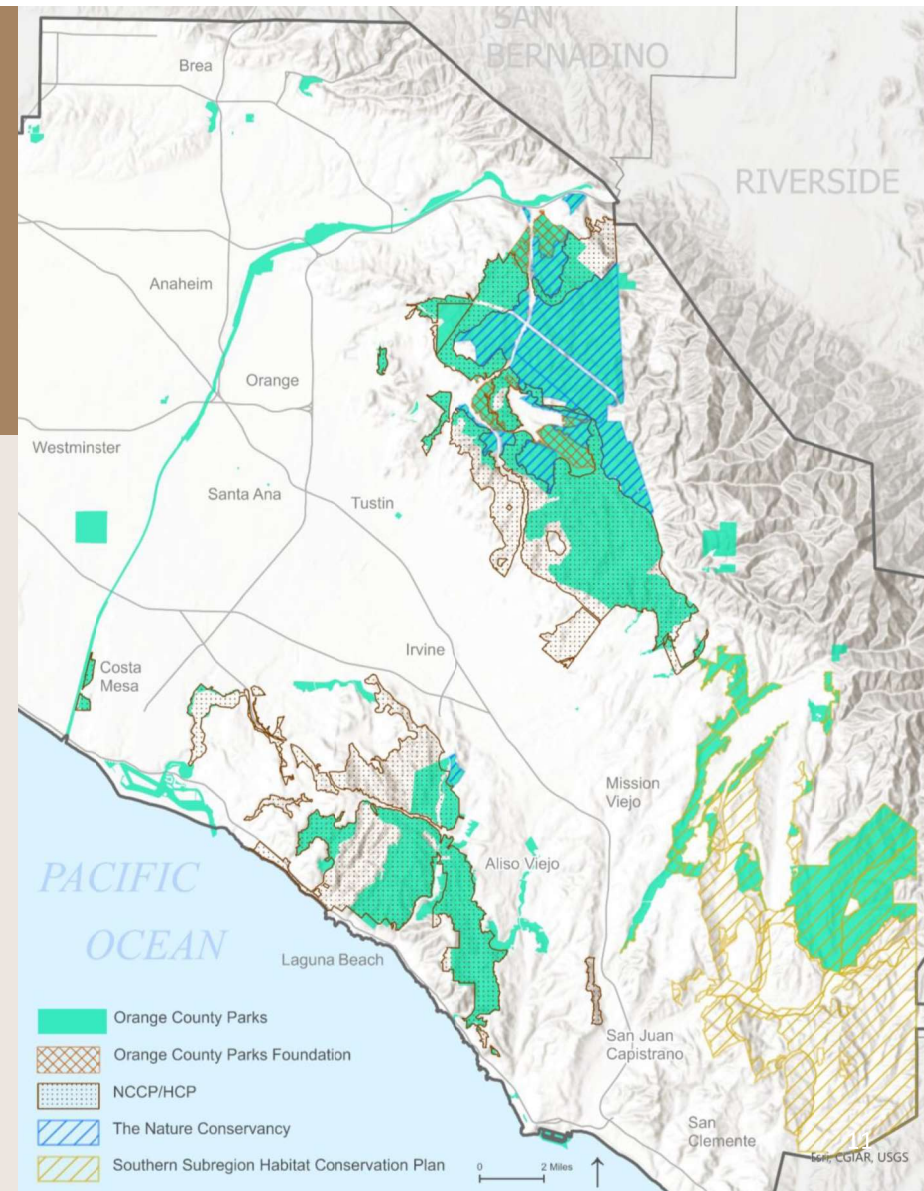 SAN
BERNADINO
Brea
RIVERSIDE
Anaheim
Orange
Westminster
Santa Ana
Tustin
Irvine
Costa
Mesa
Mission
Viejo
Aliso Viejo
PACIFIC
OCEAN
Laguna Beach
Orange County Parks
Orange County Parks Foundation
San Juan
Capistrano
NCCP/HCP
The Nature Conservancy
San
Clemente
Southern Subregion Habitat Conservation Plan
0 2 Miles
11
Esri, CGIAR, USGS